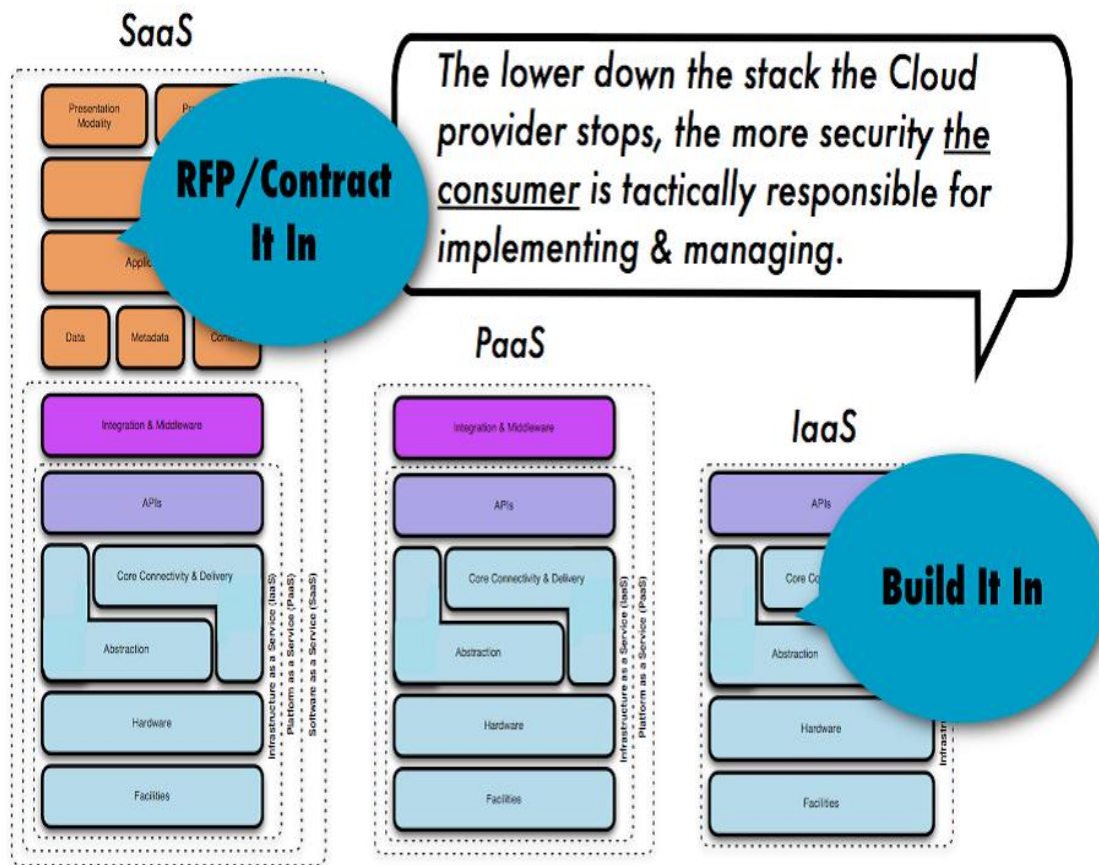 SaaS
The lower down the stack the Cloud
provider stops, the more security the
consumer is tactically responsible for
implementing & managing.
Presentation
Modality
RFP/Contract
It In
Data
Metadata
PaaS
Integration & Middleware
APIs
Core Connectivity & Delivery
Abstraction
Hardware
Facilities
Infrastructure as a Service (IaaS)
Platform as a Service (PaaS)
Software as a Service (SaaS)
Integration & Middleware
APIs
Core Connectivity & Delivery
Abstraction
Hardware
Facilities
Infrastructure as a Service (IaaS)
Platform as a Service (PaaS)
IaaS
APIs
Build It In
Abstraction
Hardware
Facilities